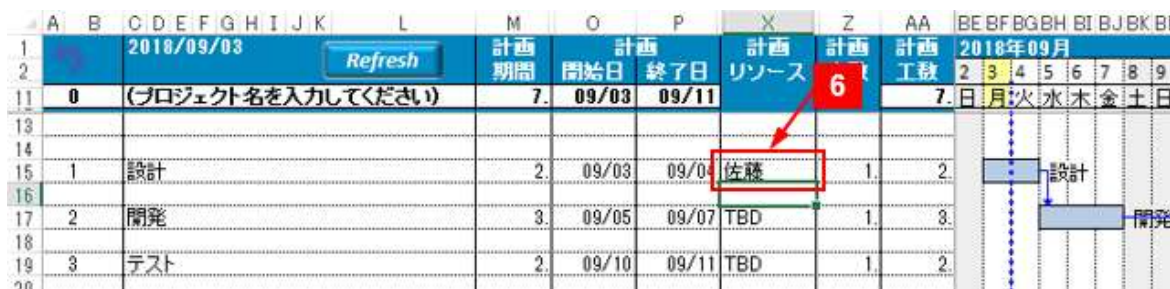 A B C D E F G H I J K L M O P X Z AA BE BF BG BH BI BJ BK
1 2018/09/03 Refresh 計画 計画 計画 計画 計画 2018年09月
2 期間 開始日 終了日 リソース 6 工数 2 3 4 5 6 7 8 9
11 0 (プロジェクト名を入力してください) 7. 09/03 09/11 7. 日 月 火 水 木 金 土 日
13
14
15 1 設計 2. 09/03 09/04 佐藤 1. 2. 設計
16
17 2 開発 3. 09/05 09/07 TBD 1. 3. 開発
18
19 3 テスト 2. 09/10 09/11 TBD 1. 2.